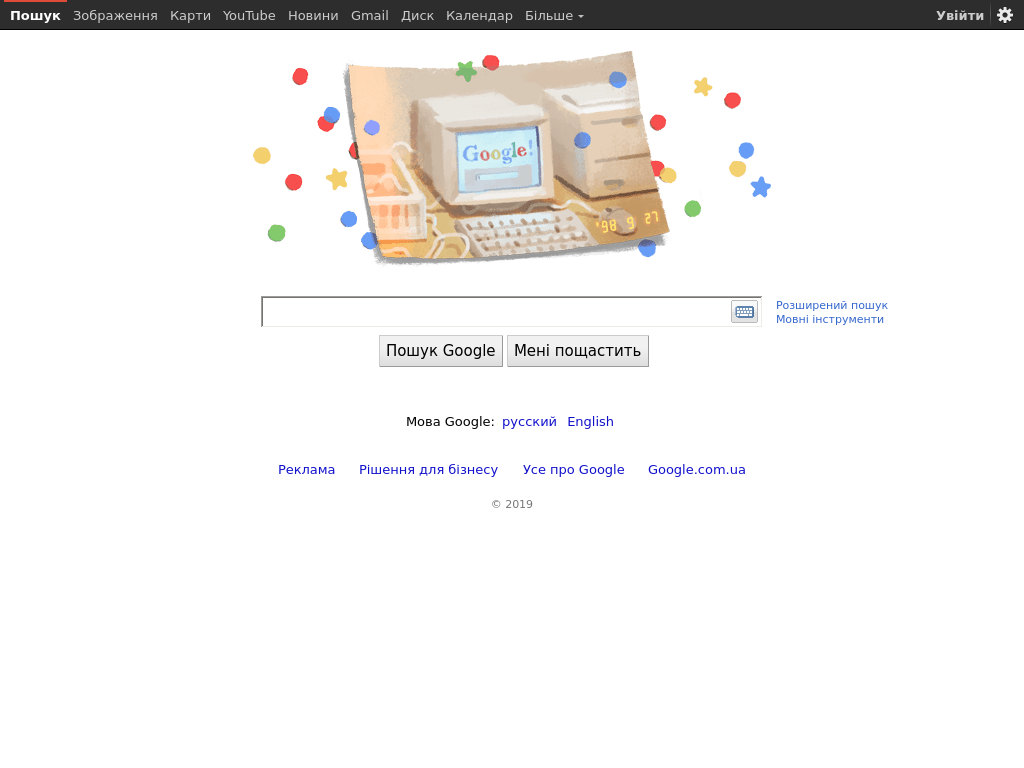 Пошук Зображення Карти YouTube Новини Gmail Диск Календар Більше Увійти
Google!
'98 9 27
Розширений пошук
Мовні інструменти
Пошук Google Мені пощастить
Мова Google: русский English
Реклама Рішення для бізнесу Усе про Google Google.com.ua
© 2019